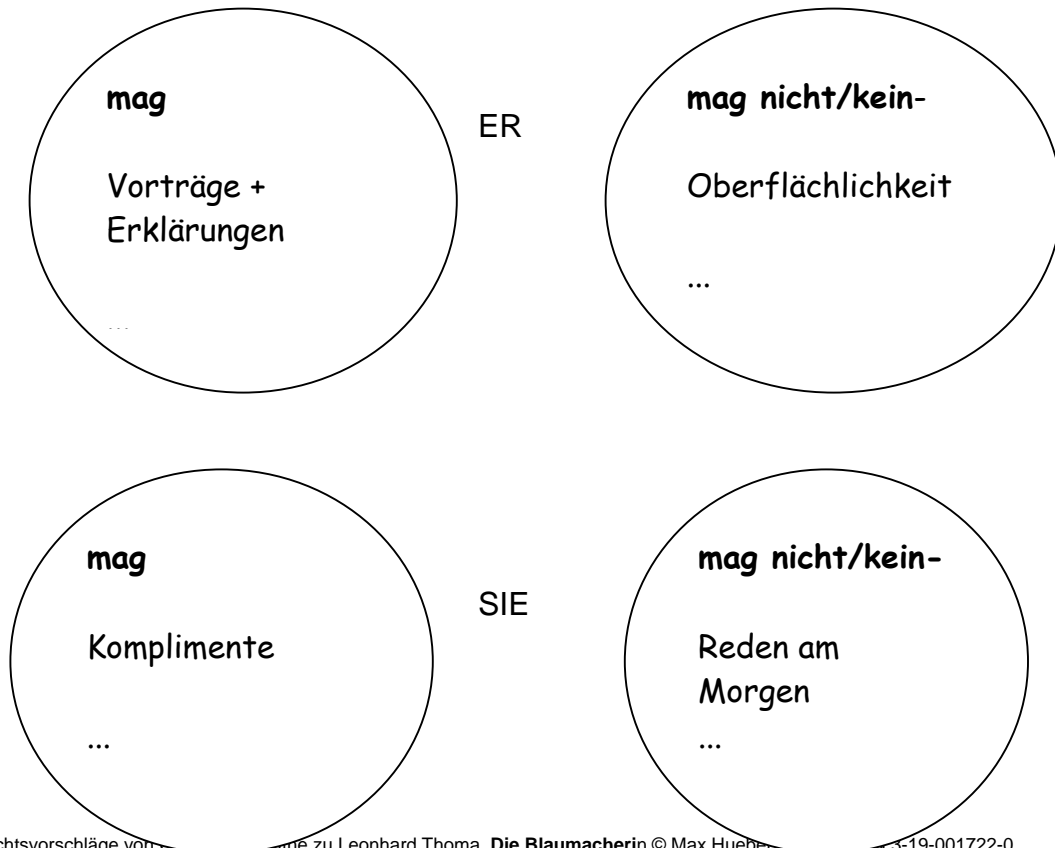 mag
Vorträge +
Erklärungen
...
ER
mag nicht/kein-
Oberflächlichkeit
...
mag
Komplimente
...
SIE
mag nicht/kein-
Reden am
Morgen
...
zu Leonhard Thoma, Die Blaumacherin © Max